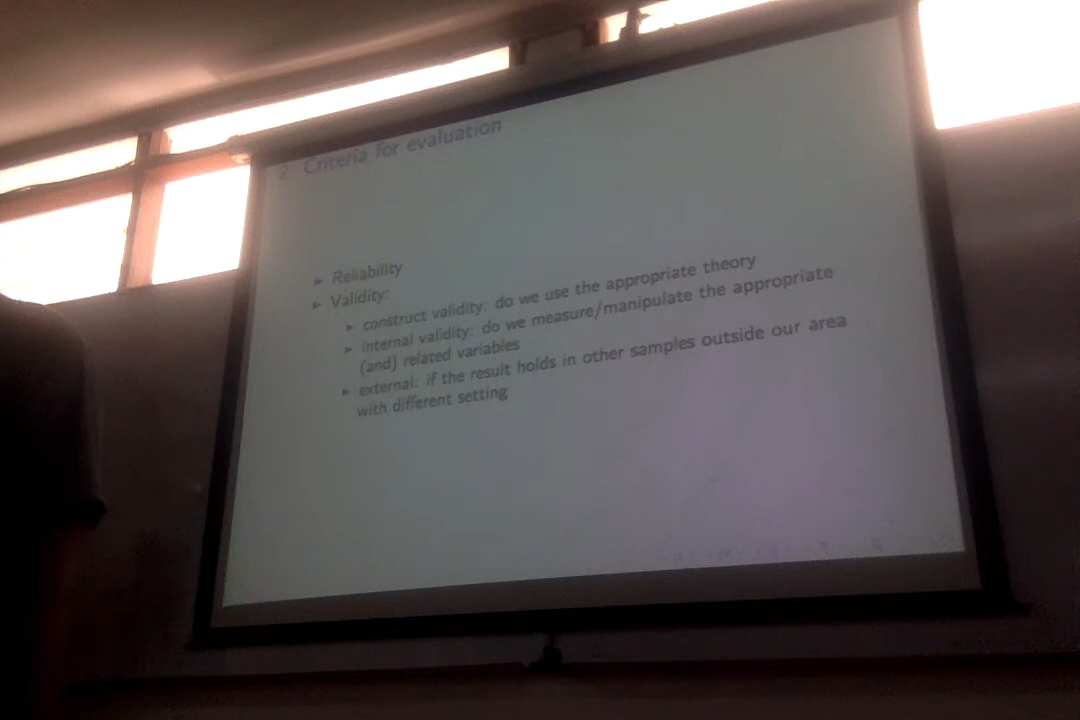 2 Criteria for evaluation
Reliability
Validity:
construct validity: do we use the appropriate theory
internal validity: do we measure/manipulate the appropriate
(and) related variables
external: if the result holds in other samples outside our area
with different setting